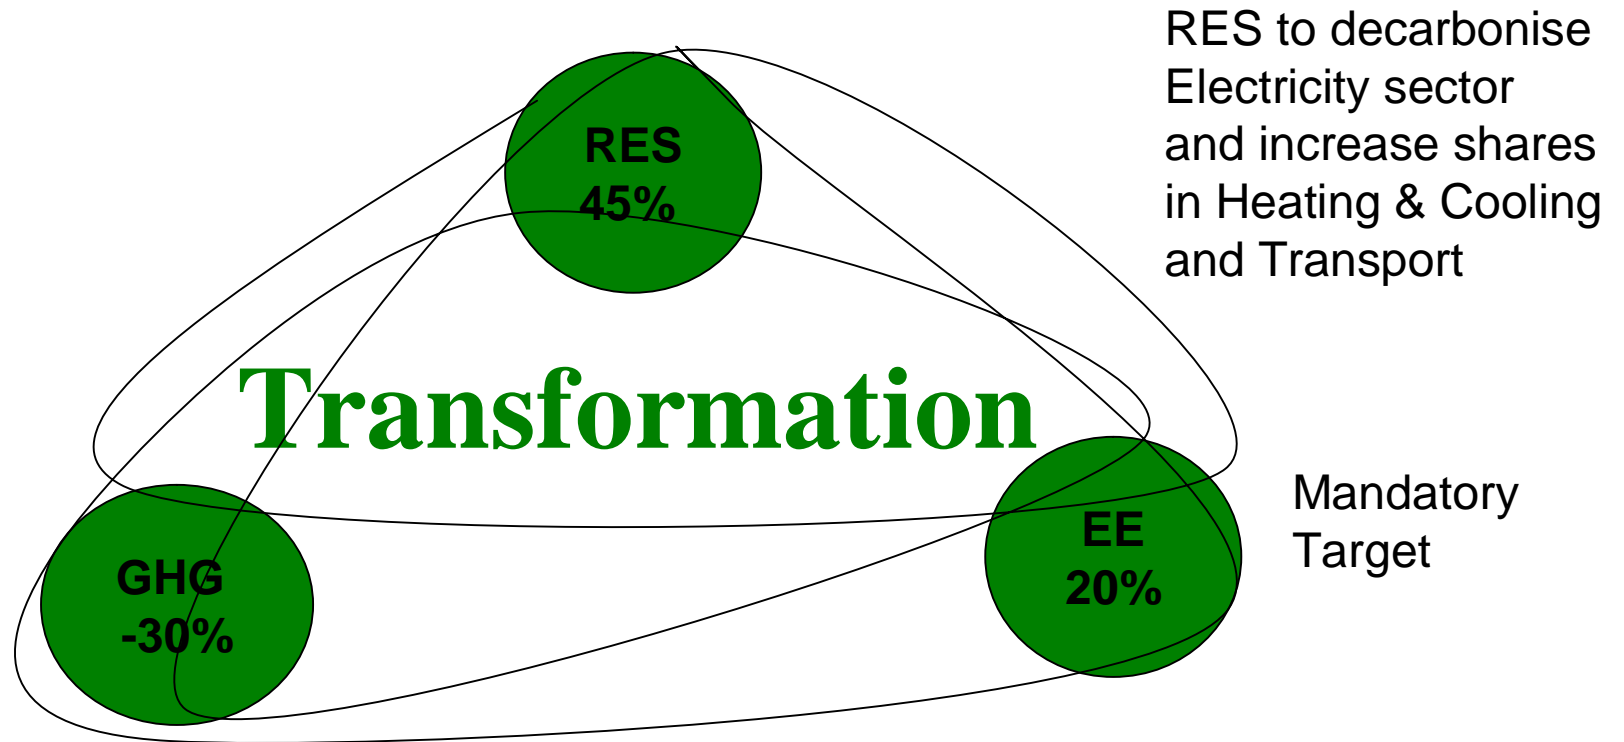 RES to decarbonise
Electricity sector
and increase shares
in Heating & Cooling
and Transport
RES
45%
Transformation
Mandatory
Target
EE
20%
GHG
-30%